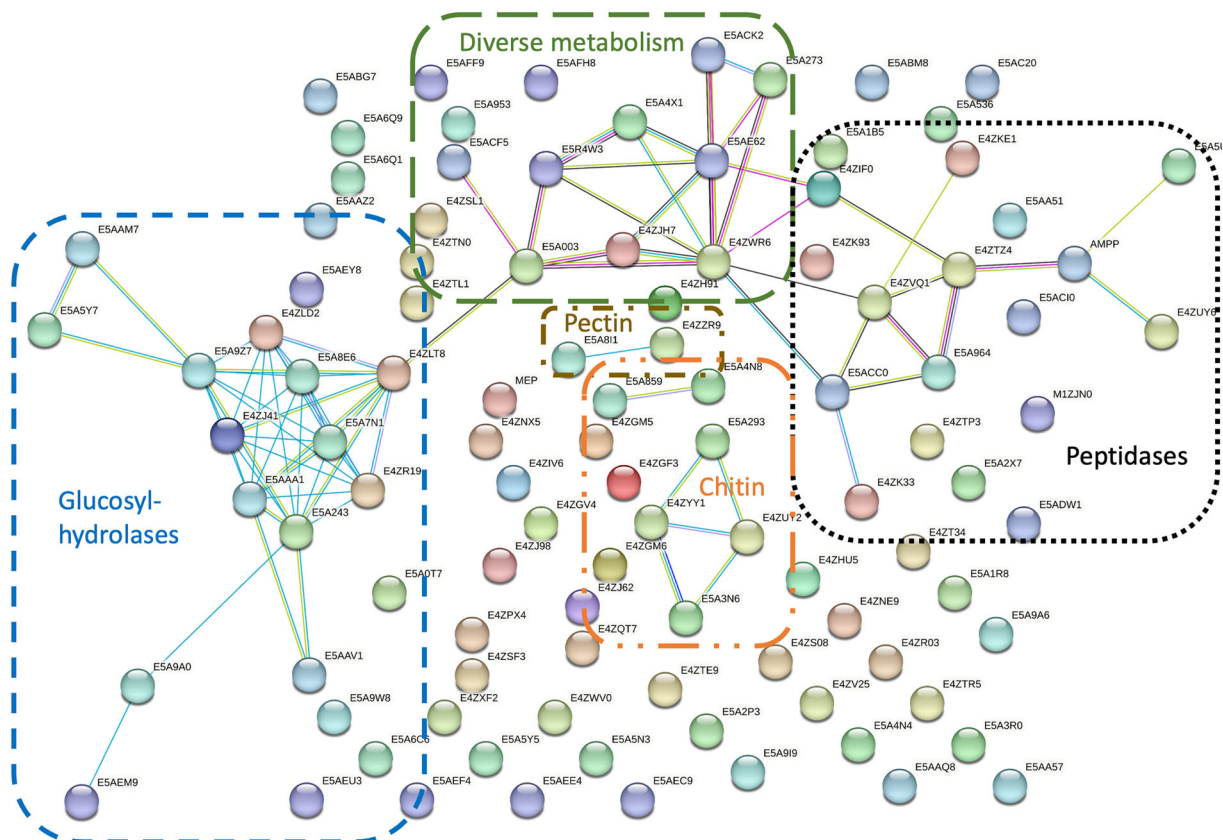 Diverse metabolism
E5ACK2
E5AFF9
E5AFH8
E5A273
E5ABM8
E5AC20
E5ABG7
E5A953
E5A4X1
E5A536
E5A6Q9
E5ACF5
E5R4W3
E5AE62
E5A1B5
E4ZKE1
E5A5U
E5A6Q1
E4ZIF0
E5AAZ2
E4ZSL1
E5AA51
E5AAM7
E4ZTN0
E5A003
E4ZJH7
E4ZWR6
E4ZK93
E4ZTZ4
AMPP
E5AEY8
E4ZTL1
E4ZH91
E4ZVQ1
E5ACI0
E5A5Y7
E4ZLD2
Pectin
E4ZZR9
E4ZUY6
E5A9Z7
E5A8E6
E4ZLT8
E5A8I1
E5A964
MEP
E5A859
E5A4N8
E5ACC0
M1ZJN0
E4ZJ41
E5A7N1
E4ZNX5
E4ZGM5
E5A293
E4ZTP3
Peptidases
E5AAA1
E4ZR19
E4ZIV6
E4ZGF3
Chitin
E5A2X7
Glucosyl-
hydrolases
E5A243
E4ZGV4
E4ZYY1
E4ZUY2
E4ZK33
E5ADW1
E4ZJ98
E4ZGM6
E4ZT34
E5A0T7
E4ZJ62
E5A3N6
E4ZHU5
E5A1R8
E4ZPX4
E4ZQT7
E4ZNE9
E5A9A6
E5A9A0
E5AAV1
E4ZSF3
E4ZTE9
E4ZS08
E4ZR03
E5A9W8
E4ZXF2
E4ZWV0
E4ZV25
E4ZTR5
E5A6C6
E5A5Y5
E5A5N3
E5A2P3
E5A4N4
E5A3R0
E5AEM9
E5AEU3
E5AEF4
E5AEE4
E5AEC9
E5A9I9
E5AAQ8
E5AA57